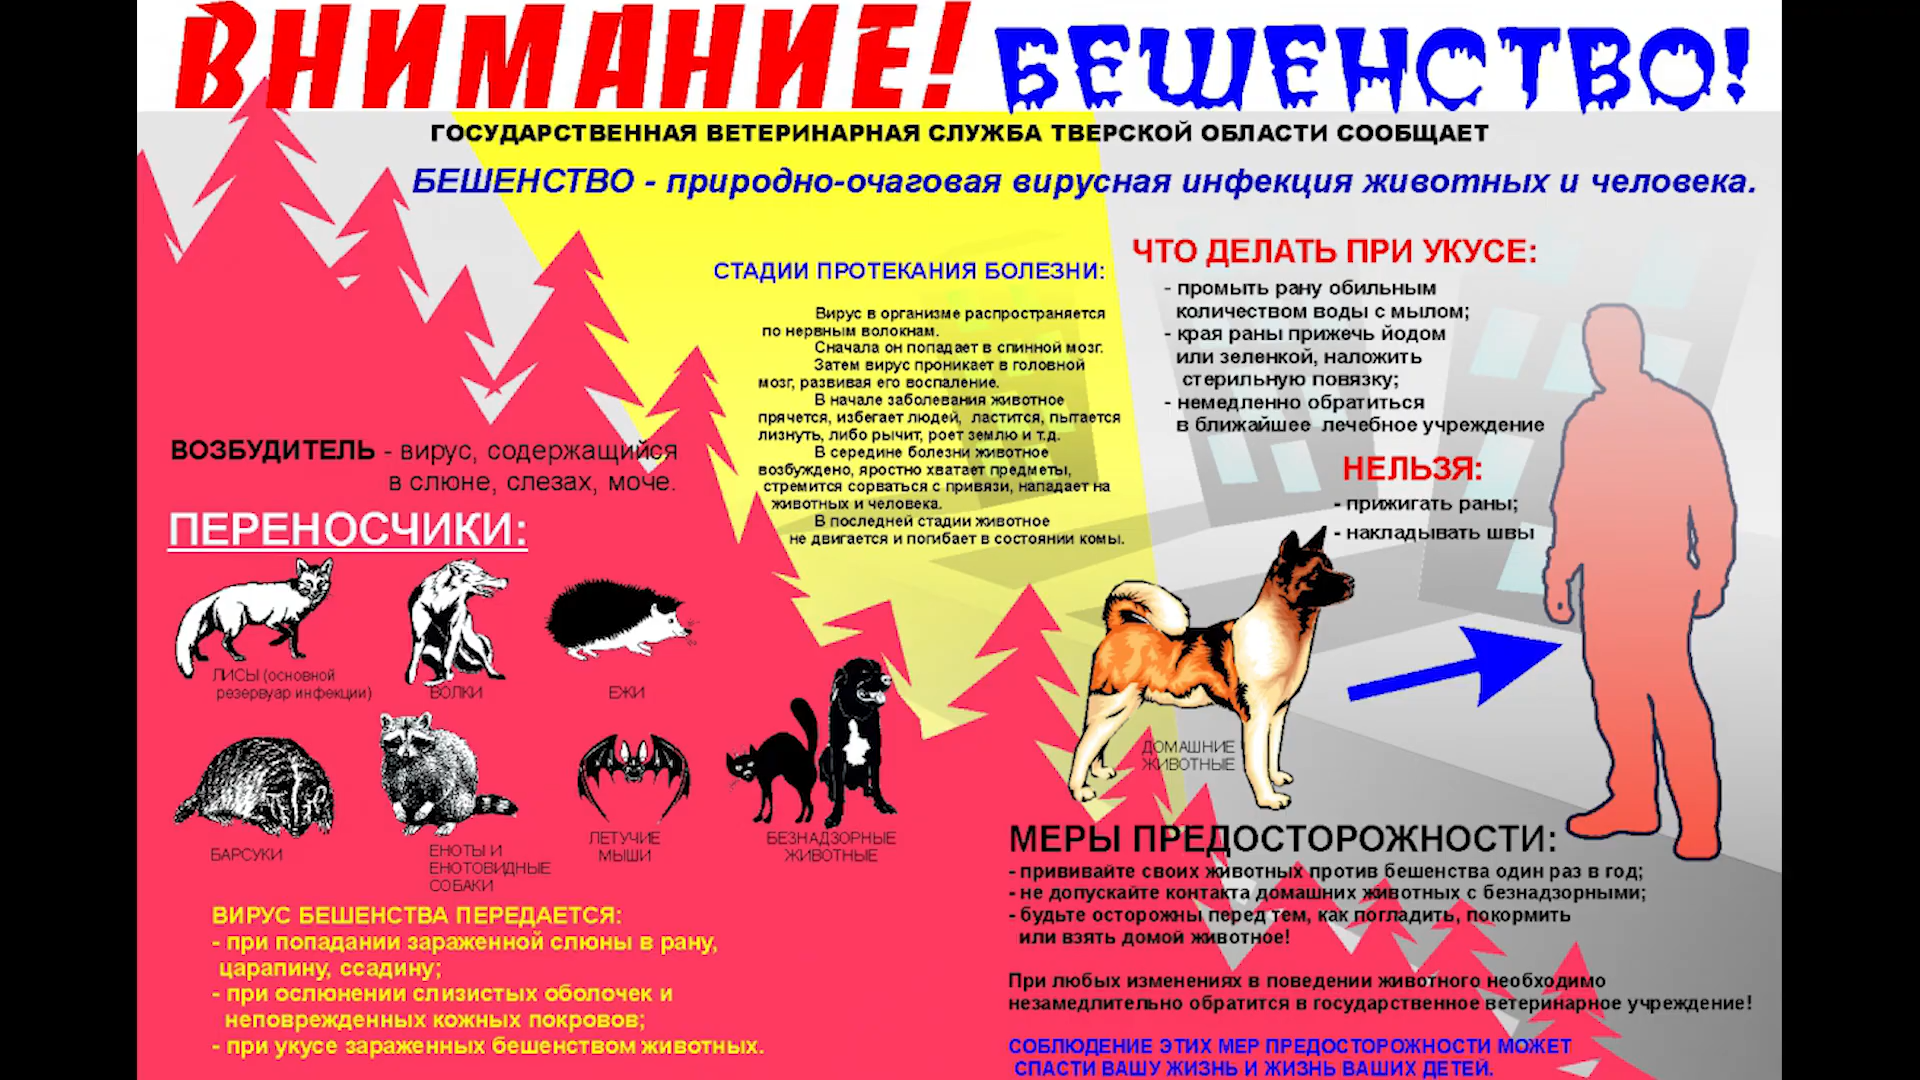 ВНИМАНИЕ! БЕШЕНСТВО!
ГОСУДАРСТВЕННАЯ ВЕТЕРИНАРНАЯ СЛУЖБА ТВЕРСКОЙ ОБЛАСТИ СООБЩАЕТ
БЕШЕНСТВО - природно-очаговая вирусная инфекция животных и человека.
ВОЗБУДИТЕЛЬ - вирус, содержащийся
в слюне, слезах, моче.
ПЕРЕНОСЧИКИ:
ЛИСЫ (основной
резервуар инфекции)
ВОЛКИ
ЕЖИ
БАРСУКИ
ЕНОТЫ И
ЕНОТОВИДНЫЕ
СОБАКИ
ЛЕТУЧИЕ
МЫШИ
БЕЗНАДЗОРНЫЕ
ЖИВОТНЫЕ
ВИРУС БЕШЕНСТВА ПЕРЕДАЕТСЯ:
- при попадании зараженной слюны в рану,
царапину, ссадину;
- при ослюнении слизистых оболочек и
неповрежденных кожных покровов;
- при укусе зараженных бешенством животных.
СТАДИИ ПРОТЕКАНИЯ БОЛЕЗНИ:
Вирус в организме распространяется
по нервным волокнам.
Сначала он попадает в спинной мозг.
Затем вирус проникает в головной
мозг, развивая его воспаление.
В начале заболевания животное
прячется, избегает людей, ластится, пытается
лизнуть, либо рычит, роет землю и т.д.
В середине болезни животное
возбуждено, яростно хватает предметы,
стремится сорваться с привязи, нападает на
животных и человека.
В последней стадии животное
не двигается и погибает в состоянии комы.
ЧТО ДЕЛАТЬ ПРИ УКУСЕ:
- промыть рану обильным
количеством воды с мылом;
- края раны прижечь йодом
или зеленкой, наложить
стерильную повязку;
- немедленно обратиться
в ближайшее лечебное учреждение
НЕЛЬЗЯ:
- прижигать раны;
- накладывать швы
ДОМАШНИЕ
ЖИВОТНЫЕ
МЕРЫ ПРЕДОСТОРОЖНОСТИ:
- прививайте своих животных против бешенства один раз в год;
- не допускайте контакта домашних животных с безнадзорными;
- будьте осторожны перед тем, как погладить, покормить
или взять домой животное!
При любых изменениях в поведении животного необходимо
незамедлительно обратится в государственное ветеринарное учреждение!
СОБЛЮДЕНИЕ ЭТИХ МЕР ПРЕДОСТОРОЖНОСТИ МОЖЕТ
СПАСТИ ВАШУ ЖИЗНЬ И ЖИЗНЬ ВАШИХ ДЕТЕЙ.